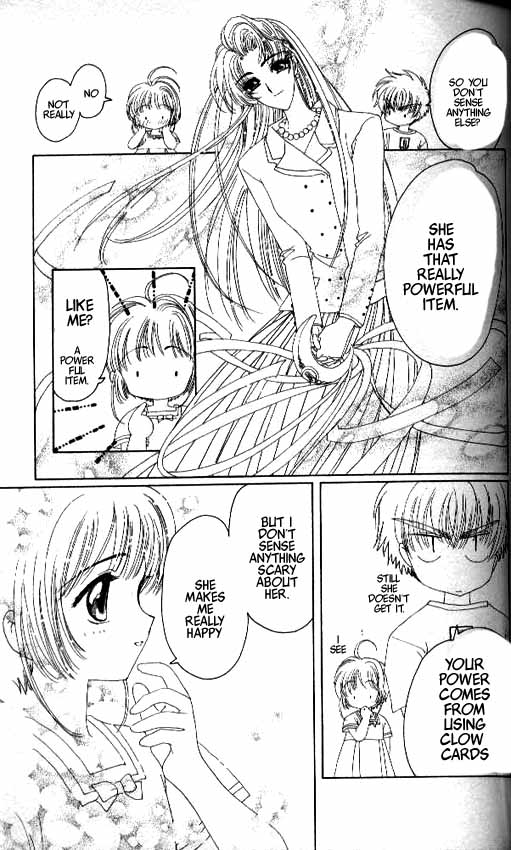 SO YOU
DON'T
SENSE
ANYTHING
ELSE?
NO
NOT
REALLY
SHE
HAS
THAT
REALLY
POWERFUL
ITEM.
LIKE
ME?
A
POWER
FUL
ITEM.
STILL
SHE
DOESN'T
GET IT.
I
SEE
YOUR
POWER
COMES
FROM
USING
CLOW
CARDS
BUT I
DON'T
SENSE
ANYTHING
SCARY
ABOUT
HER.
SHE
MAKES
ME
REALLY
HAPPY